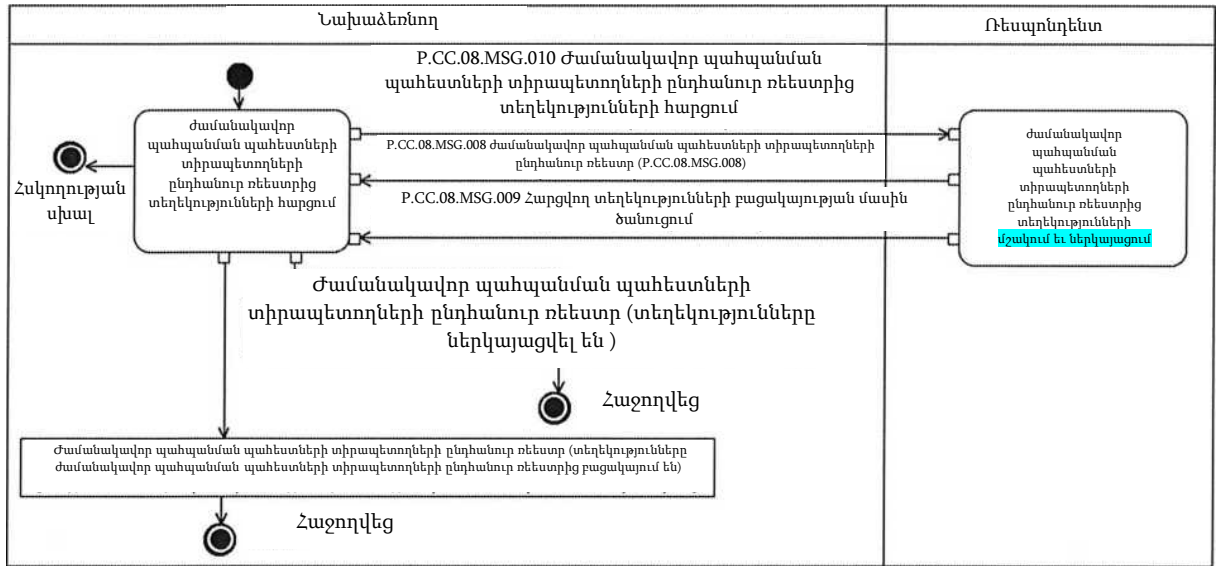 Նախաձեռնող
Ռեսպոնդենտ
P.CC.08.MSG.010 Ժամանակավոր պահպանման
պահեստների տիրապետողների ընդհանուր ռեեստրից
տեղեկությունների հարցում
ժամանակավոր
պահպանման պահեստների
տիրապետողների
ընդհանուր ռեեստրից
տեղեկությունների հարցում
Հսկողության
սխալ
P.CC.08.MSG.008 ժամանակավոր պահպանման պահեստների տիրապետողների
ընդհանուր ռեեստր (P.CC.08.MSG.008)
P.CC.08.MSG.009 Հարցվող տեղեկությունների բացակայության մասին
ծանուցում
ժամանակավոր
պահպանման
պահեստների
տիրապետողների
ընդհանուր ռեեստրից
տեղեկությունների
մշակում եւ ներկայացում
Ժամանակավոր պահպանման պահեստների
տիրապետողների ընդհանուր ռեեստր (տեղեկությունները
ներկայացվել են )
Հաջողվեց
Ժամանակավոր պահպանման պահեստների տիրապետողների ընդհանուր ռեեստր (տեղեկությունները
ժամանակավոր պահպանման պահեստների տիրապետողների ընդհանուր ռեեստրից բացակայում են)
Հաջողվեց